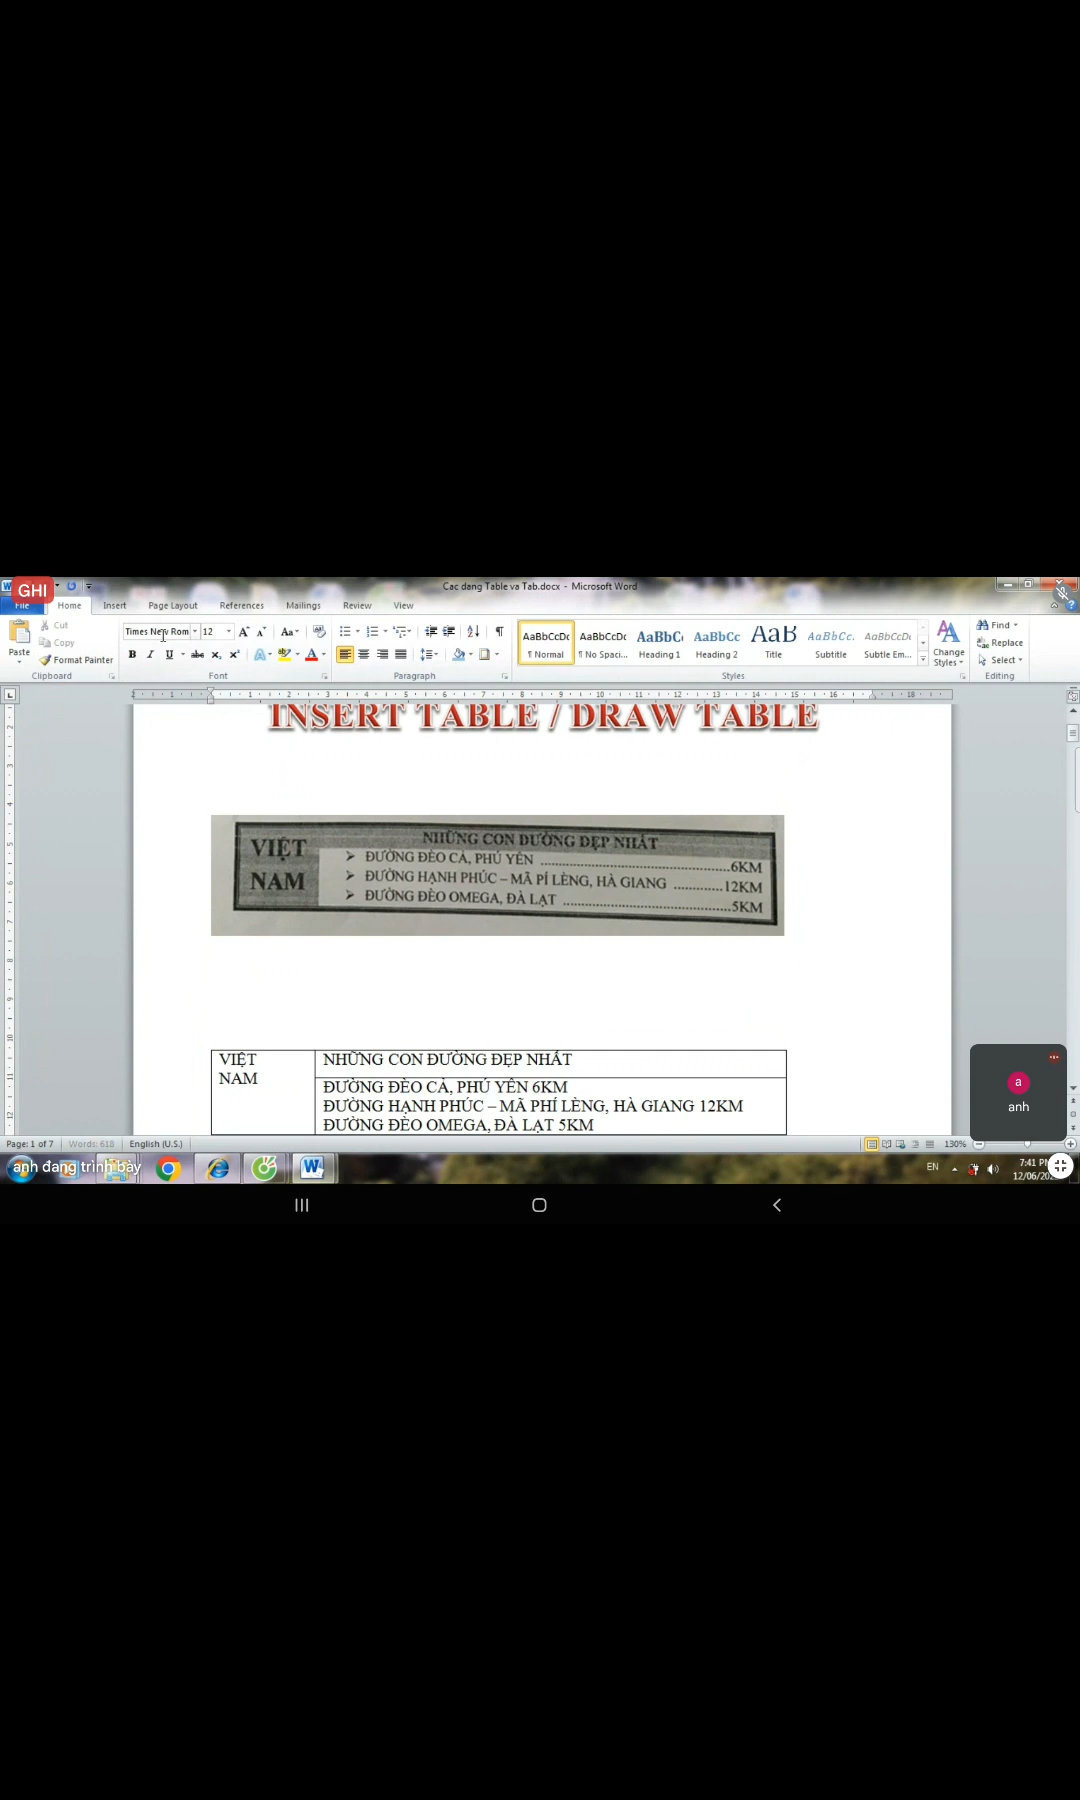 GHI
Cac dang Table va Tab.docx - Microsoft Word
File Home Insert Page Layout References Mailings Review View
Paste
Cut
Copy
Format Painter
Clipboard
Times New Rom 12
Font
Paragraph
AaBbCcDc AaBbCcDc AaBbC AaBbCc AaB AaBbCc. AaBbCcDc
¶ Normal ¶ No Spaci... Heading 1 Heading 2 Title Subtitle Subtle Em...
Change Styles
Styles
Find
Replace
Select
Editing
INSERT TABLE / DRAW TABLE
VIỆT NAM
NHỮNG CON ĐƯỜNG ĐẸP NHẤT
➢ ĐƯỜNG ĐÈO CẢ, PHÚ YÊN ..........6KM
➢ ĐƯỜNG HẠNH PHÚC – MÃ PÍ LÈNG, HÀ GIANG ..........12KM
➢ ĐƯỜNG ĐÈO OMEGA, ĐÀ LẠT ..........5KM
VIỆT NAM
NHỮNG CON ĐƯỜNG ĐẸP NHẤT
ĐƯỜNG ĐÈO CẢ, PHÚ YÊN 6KM
ĐƯỜNG HẠNH PHÚC – MÃ PHÍ LÈNG, HÀ GIANG 12KM
ĐƯỜNG ĐÈO OMEGA, ĐÀ LẠT 5KM
a
anh
Page: 1 of 7 Words: 618 English (U.S.) 130%
anh đang trình bày
EN
7:41 P
12/06/20